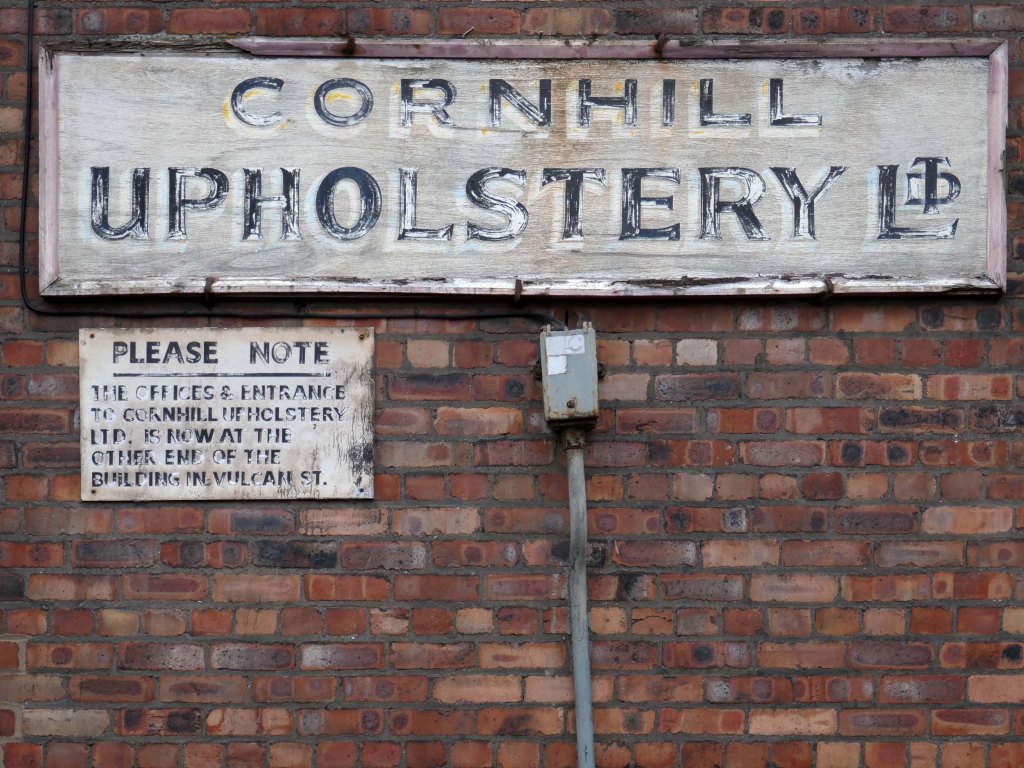 CORNHILL
UPHOLSTERY LTD
PLEASE NOTE
THE OFFICES & ENTRANCE
TO CORNHILL UPHOLSTERY
LTD. IS NOW AT THE
OTHER END OF THE
BUILDING IN VULCAN ST.